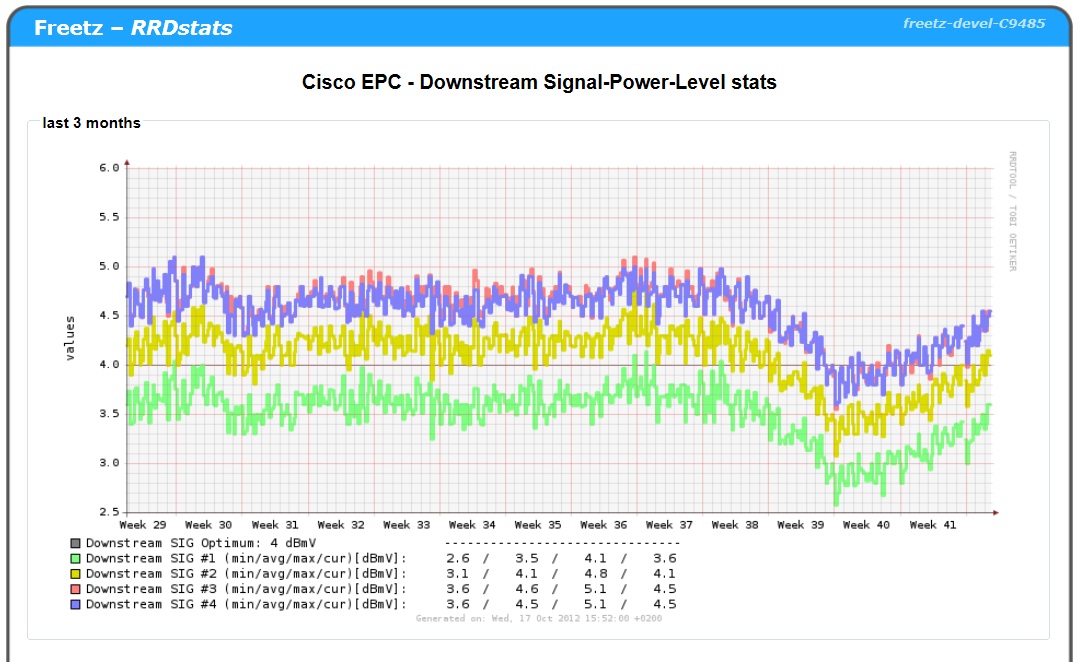 Freetz – RRDstats
freetz-devel-C9485
Cisco EPC - Downstream Signal-Power-Level stats
last 3 months
RRDTOOL / TOBI OETIKER
values
6.0
5.5
5.0
4.5
4.0
3.5
3.0
2.5
Week 29 Week 30 Week 31 Week 32 Week 33 Week 34 Week 35 Week 36 Week 37 Week 38 Week 39 Week 40 Week 41
Downstream SIG Optimum: 4 dBmV ------------------------------
Downstream SIG #1 (min/avg/max/cur)[dBmV]: 2.6 / 3.5 / 4.1 / 3.6
Downstream SIG #2 (min/avg/max/cur)[dBmV]: 3.1 / 4.1 / 4.8 / 4.1
Downstream SIG #3 (min/avg/max/cur)[dBmV]: 3.6 / 4.6 / 5.1 / 4.5
Downstream SIG #4 (min/avg/max/cur)[dBmV]: 3.6 / 4.5 / 5.1 / 4.5
Generated on: Wed, 17 Oct 2012 15:52:00 +0200